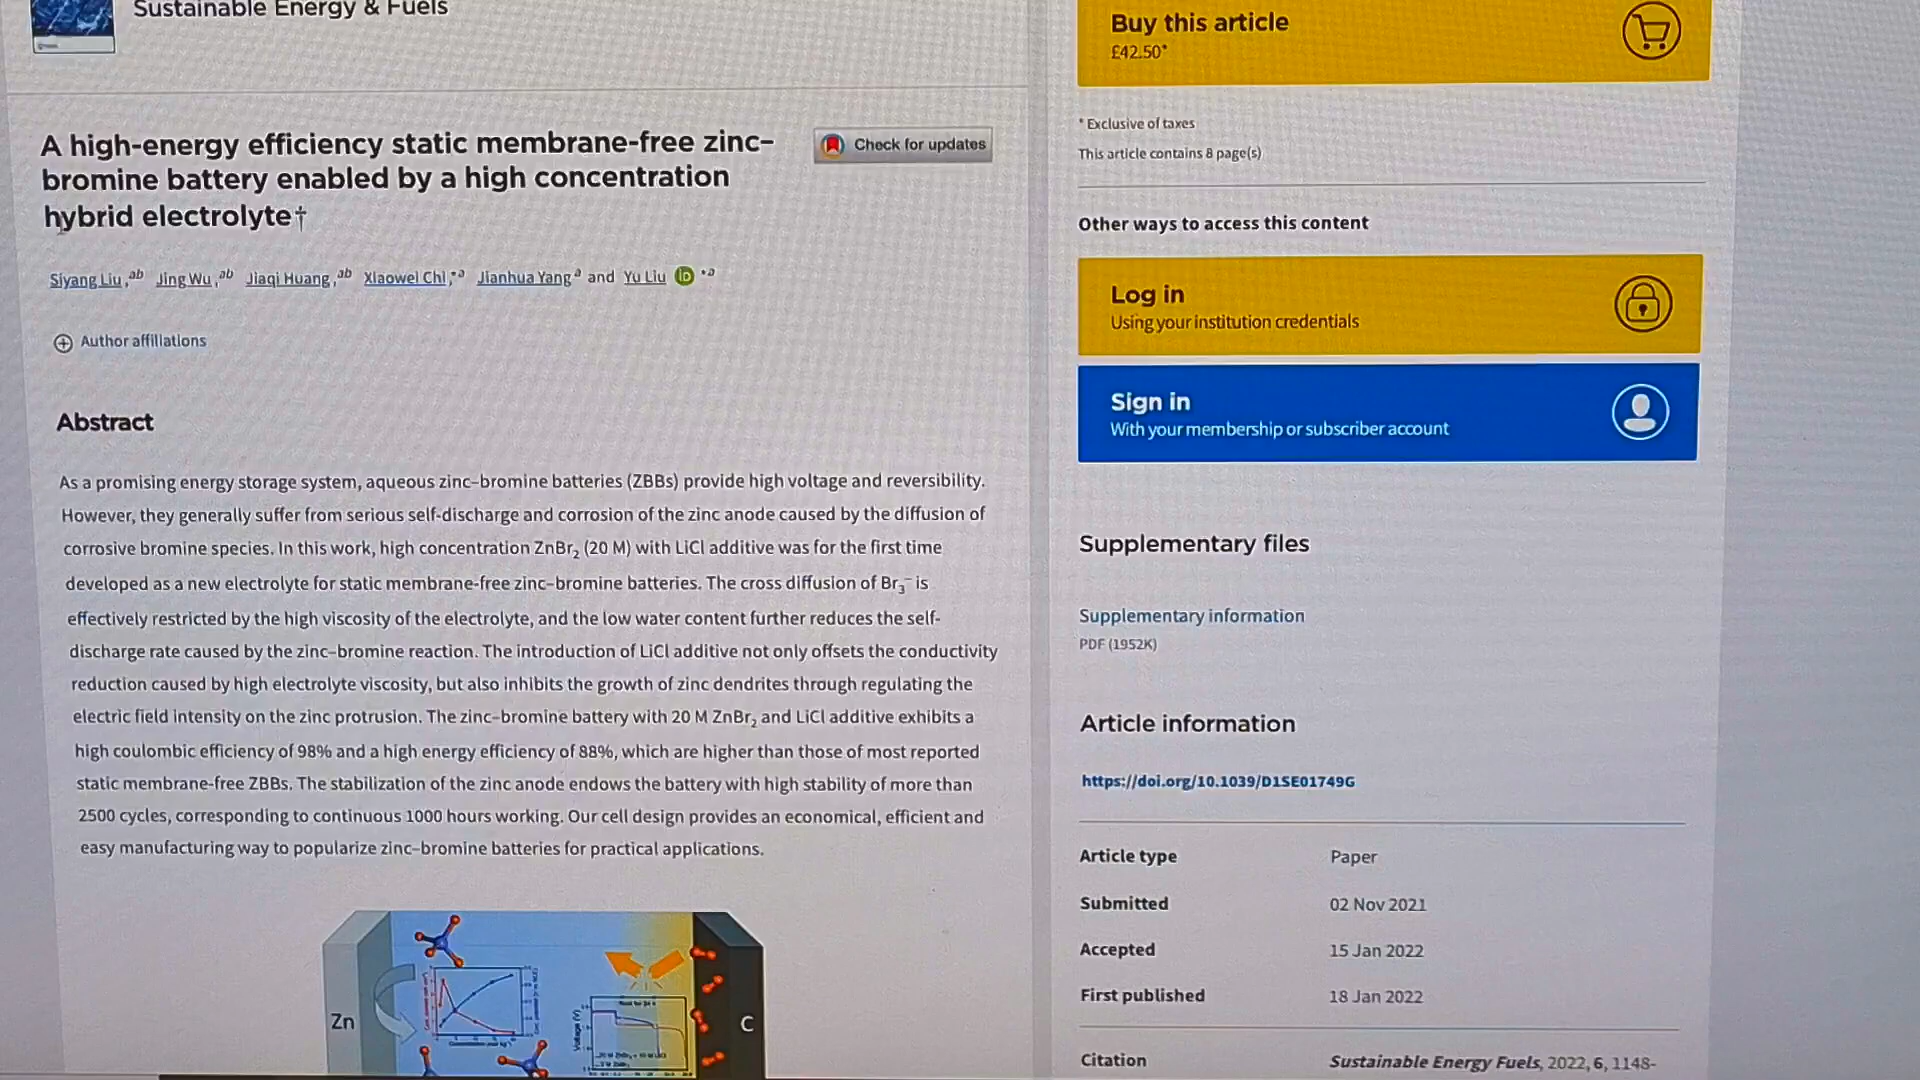 Sustainable Energy & Fuels
A high-energy efficiency static membrane-free zinc–
bromine battery enabled by a high concentration
hybrid electrolyte†
Check for updates
Siyang Liu,ab Jing Wu,ab Jiaqi Huang,ab Xiaowei Chi,*a Jianhua Yanga and Yu Liu iD *a
Author affiliations
Abstract
As a promising energy storage system, aqueous zinc–bromine batteries (ZBBs) provide high voltage and reversibility.
However, they generally suffer from serious self-discharge and corrosion of the zinc anode caused by the diffusion of
corrosive bromine species. In this work, high concentration ZnBr2 (20 M) with LiCl additive was for the first time
developed as a new electrolyte for static membrane-free zinc–bromine batteries. The cross diffusion of Br3− is
effectively restricted by the high viscosity of the electrolyte, and the low water content further reduces the self-
discharge rate caused by the zinc–bromine reaction. The introduction of LiCl additive not only offsets the conductivity
reduction caused by high electrolyte viscosity, but also inhibits the growth of zinc dendrites through regulating the
electric field intensity on the zinc protrusion. The zinc–bromine battery with 20 M ZnBr2 and LiCl additive exhibits a
high coulombic efficiency of 98% and a high energy efficiency of 88%, which are higher than those of most reported
static membrane-free ZBBs. The stabilization of the zinc anode endows the battery with high stability of more than
2500 cycles, corresponding to continuous 1000 hours working. Our cell design provides an economical, efficient and
easy manufacturing way to popularize zinc–bromine batteries for practical applications.
Zn
Voltage (V)
C
Buy this article
£42.50*
* Exclusive of taxes
This article contains 8 page(s)
Other ways to access this content
Log in
Using your institution credentials
Sign in
With your membership or subscriber account
Supplementary files
Supplementary information
PDF (1952K)
Article information
https://doi.org/10.1039/D1SE01749G
Article type Paper
Submitted 02 Nov 2021
Accepted 15 Jan 2022
First published 18 Jan 2022
Citation Sustainable Energy Fuels, 2022, 6, 1148-